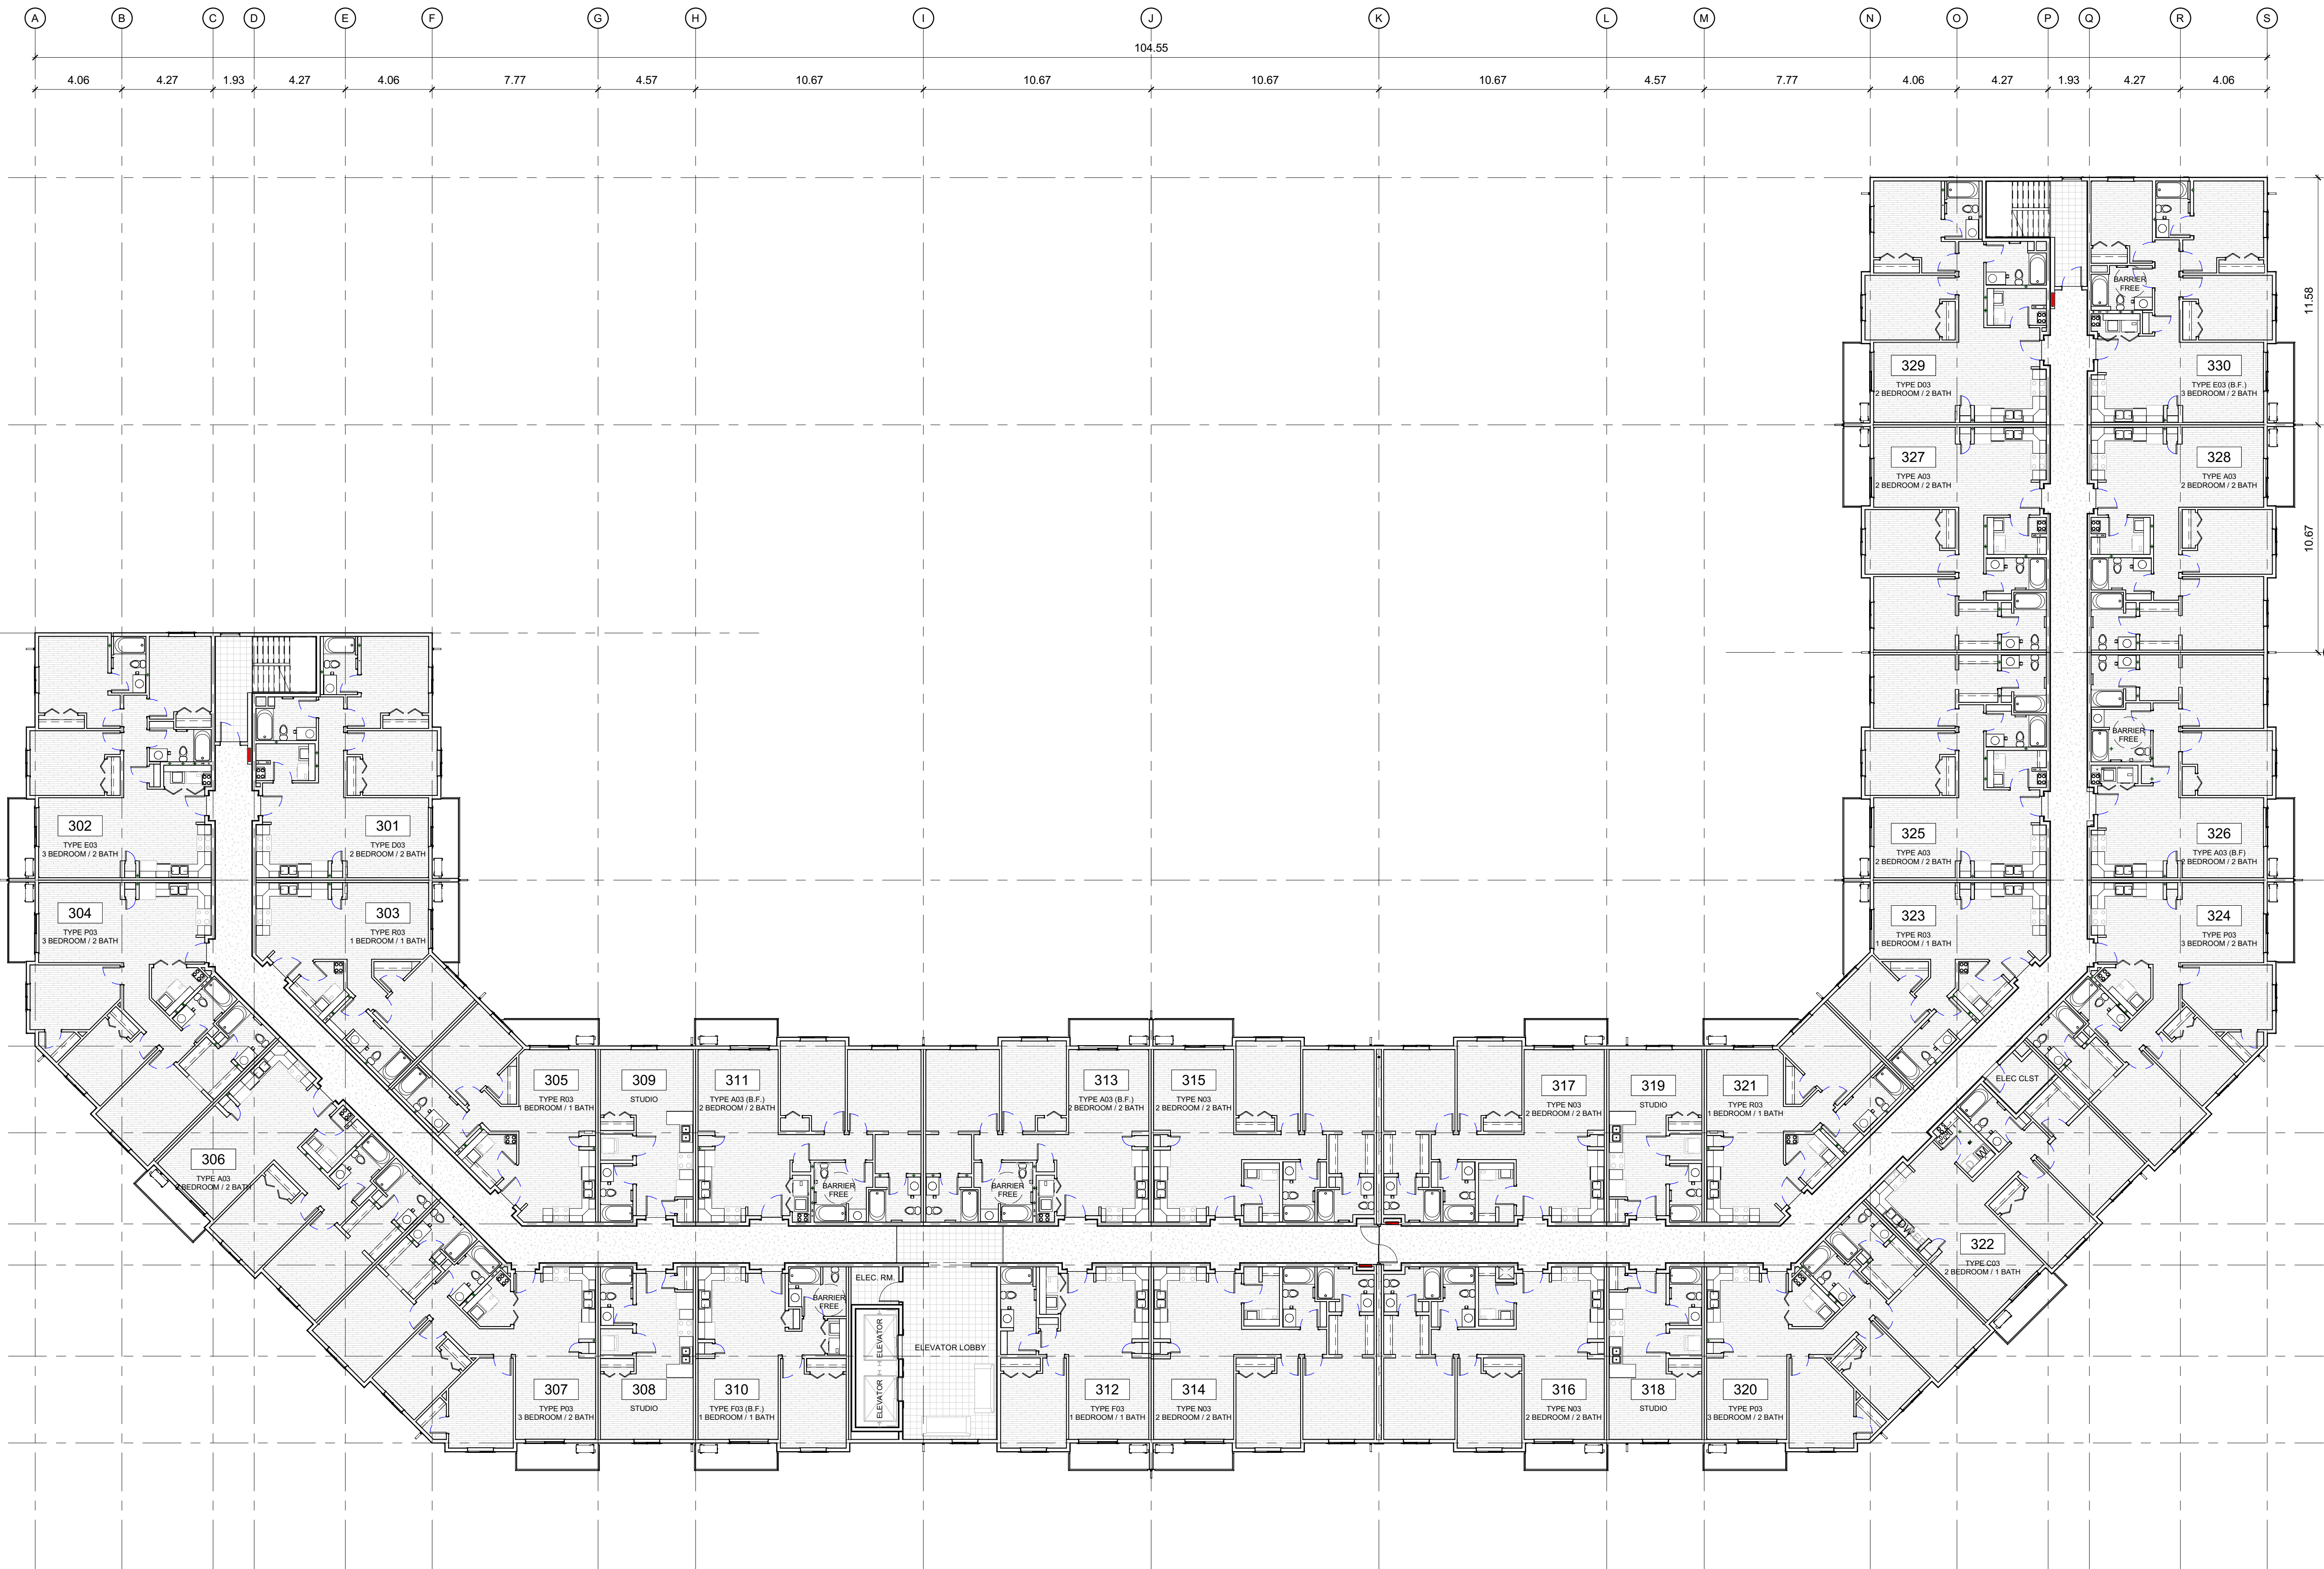 A B C D E F G H I J K L M N O P Q R S
104.55
4.06 4.27 1.93 4.27 4.06 7.77 4.57 10.67 10.67 10.67 10.67 4.57 7.77 4.06 4.27 1.93 4.27 4.06
11.58
10.67
BARRIER
FREE
329
TYPE D03
2 BEDROOM / 2 BATH
330
TYPE E03 (B.F.)
3 BEDROOM / 2 BATH
327
TYPE A03
2 BEDROOM / 2 BATH
328
TYPE A03
2 BEDROOM / 2 BATH
BARRIER
FREE
302
TYPE E03
3 BEDROOM / 2 BATH
301
TYPE D03
2 BEDROOM / 2 BATH
325
TYPE A03
2 BEDROOM / 2 BATH
326
TYPE A03 (B.F)
2 BEDROOM / 2 BATH
304
TYPE P03
3 BEDROOM / 2 BATH
303
TYPE R03
1 BEDROOM / 1 BATH
323
TYPE R03
1 BEDROOM / 1 BATH
324
TYPE P03
3 BEDROOM / 2 BATH
305
TYPE R03
1 BEDROOM / 1 BATH
309
STUDIO
311
TYPE A03 (B.F.)
2 BEDROOM / 2 BATH
313
TYPE A03 (B.F.)
2 BEDROOM / 2 BATH
315
TYPE N03
2 BEDROOM / 2 BATH
317
TYPE N03
2 BEDROOM / 2 BATH
319
STUDIO
321
TYPE R03
1 BEDROOM / 1 BATH
ELEC CLST
306
TYPE A03
2 BEDROOM / 2 BATH
BARRIER
FREE
BARRIER
FREE
322
TYPE C03
2 BEDROOM / 1 BATH
ELEC. RM.
BARRIER
FREE
ELEVATOR
ELEVATOR
ELEVATOR LOBBY
307
TYPE P03
3 BEDROOM / 2 BATH
308
STUDIO
310
TYPE F03 (B.F.)
1 BEDROOM / 1 BATH
312
TYPE F03
1 BEDROOM / 1 BATH
314
TYPE N03
2 BEDROOM / 2 BATH
316
TYPE N03
2 BEDROOM / 2 BATH
318
STUDIO
320
TYPE P03
3 BEDROOM / 2 BATH